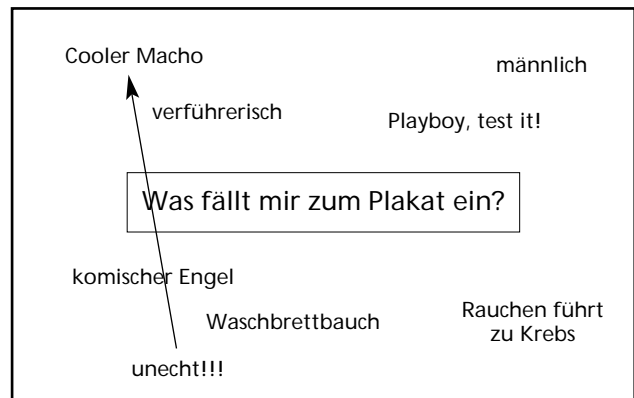 Cooler Macho
männlich
verführerisch
Playboy, test it!
Was fällt mir zum Plakat ein?
komischer Engel
Waschbrettbauch
Rauchen führt
zu Krebs
unecht!!!